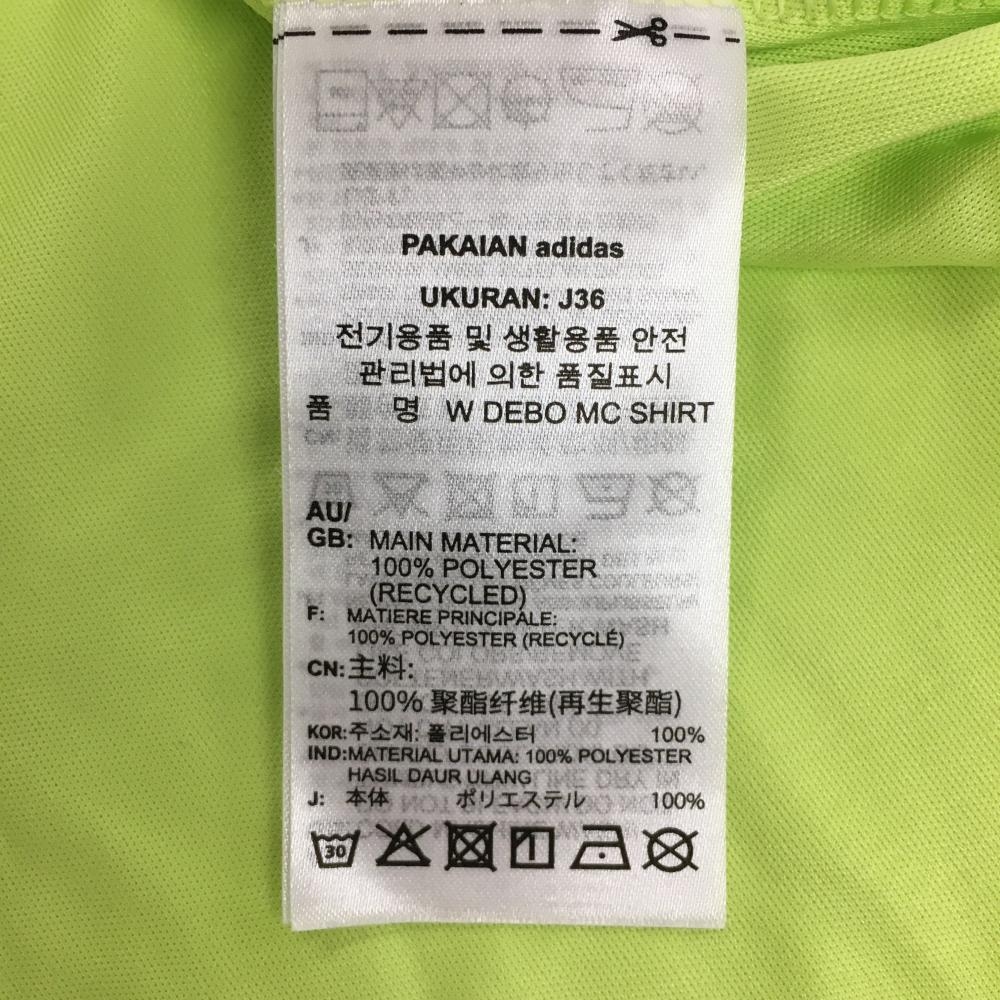 PAKAIAN adidas
UKURAN: J36
전기용품 및 생활용품 안전
관리법에 의한 품질표시
품 명 W DEBO MC SHIRT
AU/
GB: MAIN MATERIAL:
100% POLYESTER
(RECYCLED)
F: MATIERE PRINCIPALE:
100% POLYESTER (RECYCLÉ)
CN: 主料:
100% 聚酯纤维(再生聚酯)
KOR: 주소재: 폴리에스터 100%
IND: MATERIAL UTAMA: 100% POLYESTER
HASIL DAUR ULANG
J: 本体 ポリエステル 100%
30